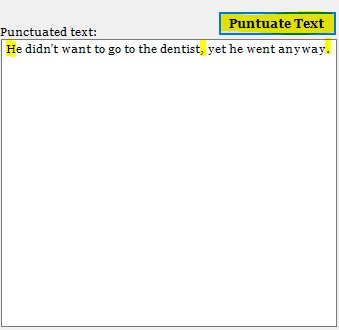 Puntuate Text
Punctuated text:
He didn't want to go to the dentist, yet he went anyway.